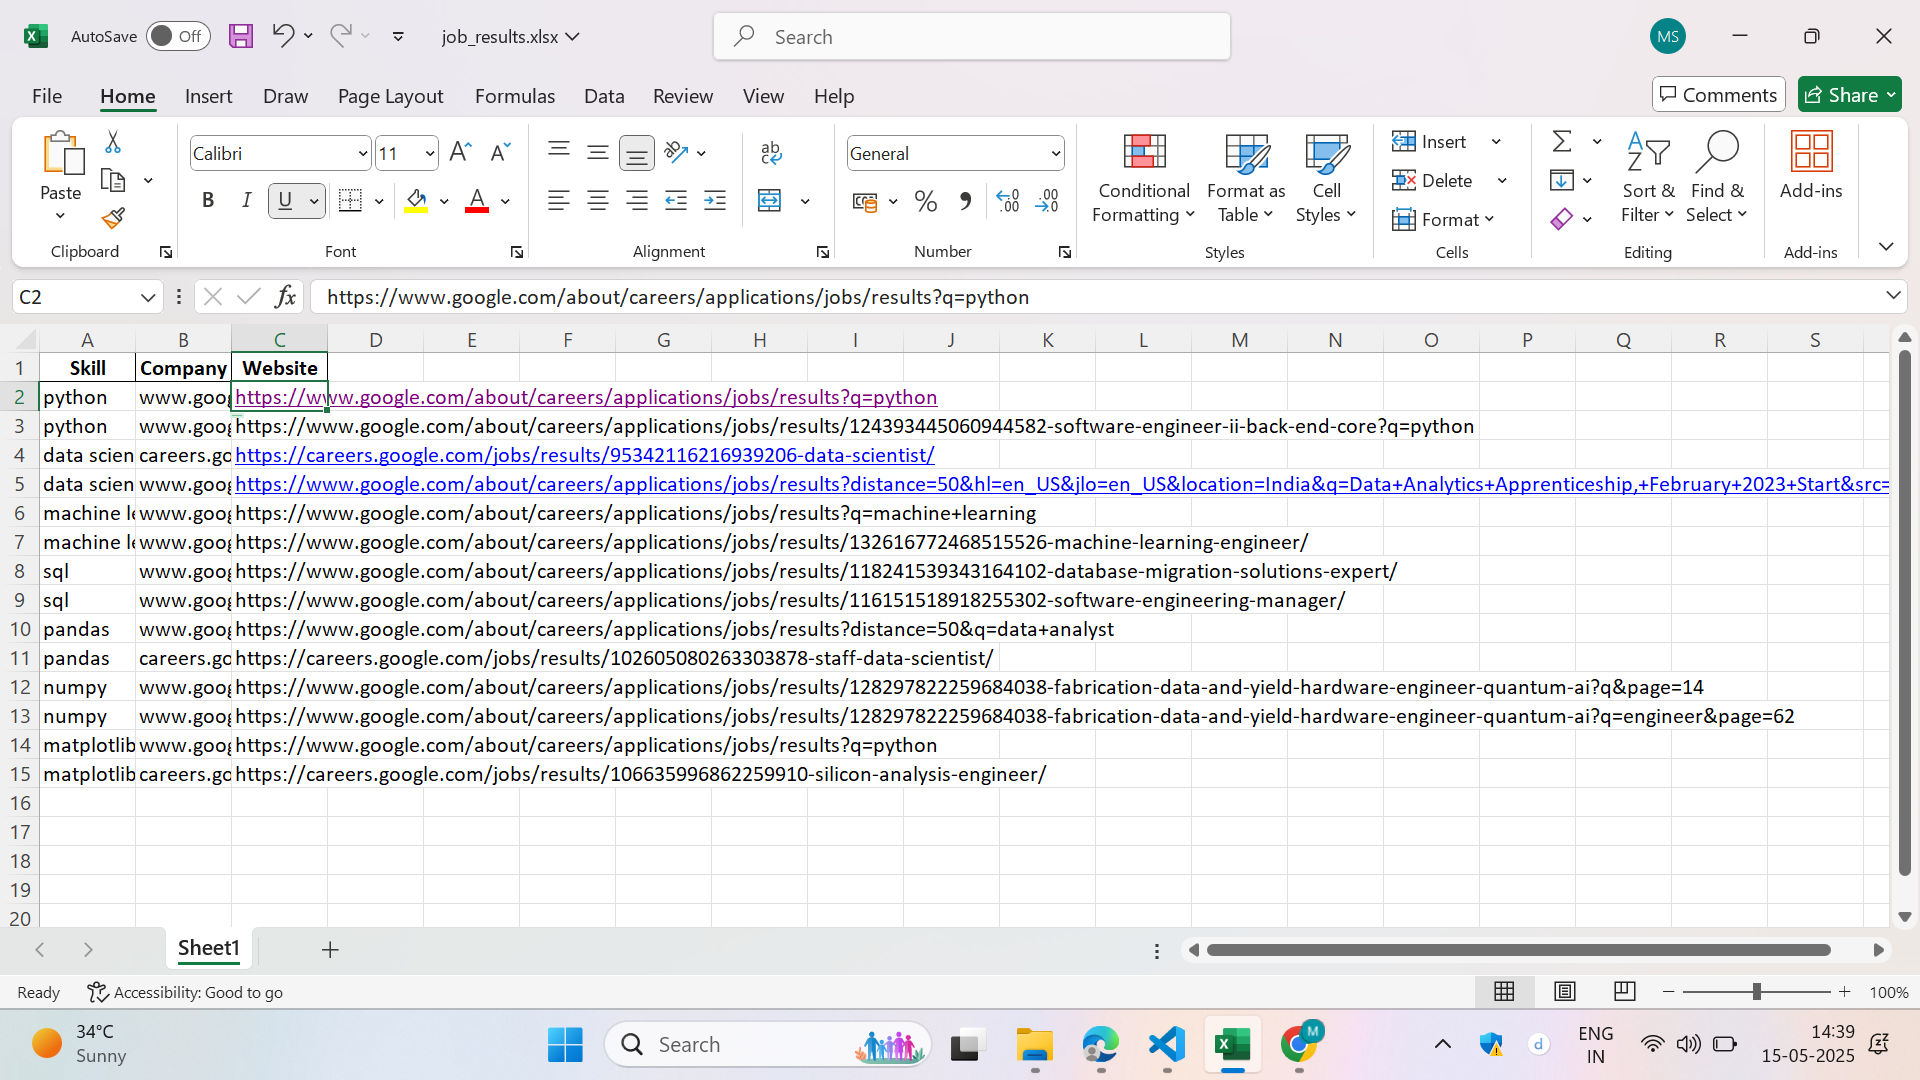 AutoSave Off job_results.xlsx Search MS
File Home Insert Draw Page Layout Formulas Data Review View Help Comments Share
Paste Calibri 11 General Conditional Formatting Format as Table Cell Styles Insert Delete Format Sort & Filter Find & Select Add-ins
Clipboard Font Alignment Number Styles Cells Editing Add-ins
C2 fx https://www.google.com/about/careers/applications/jobs/results?q=python
A B C D E F G H I J K L M N O P Q R S
1 Skill Company Website
2 python www.goog https://www.google.com/about/careers/applications/jobs/results?q=python
3 python www.goog https://www.google.com/about/careers/applications/jobs/results/124393445060944582-software-engineer-ii-back-end-core?q=python
4 data scien careers.go https://careers.google.com/jobs/results/95342116216939206-data-scientist/
5 data scien www.goog https://www.google.com/about/careers/applications/jobs/results?distance=50&hl=en_US&jlo=en_US&location=India&q=Data+Analytics+Apprenticeship,+February+2023+Start&src=
6 machine le www.goog https://www.google.com/about/careers/applications/jobs/results?q=machine+learning
7 machine le www.goog https://www.google.com/about/careers/applications/jobs/results/132616772468515526-machine-learning-engineer/
8 sql www.goog https://www.google.com/about/careers/applications/jobs/results/118241539343164102-database-migration-solutions-expert/
9 sql www.goog https://www.google.com/about/careers/applications/jobs/results/116151518918255302-software-engineering-manager/
10 pandas www.goog https://www.google.com/about/careers/applications/jobs/results?distance=50&q=data+analyst
11 pandas careers.go https://careers.google.com/jobs/results/102605080263303878-staff-data-scientist/
12 numpy www.goog https://www.google.com/about/careers/applications/jobs/results/128297822259684038-fabrication-data-and-yield-hardware-engineer-quantum-ai?q&page=14
13 numpy www.goog https://www.google.com/about/careers/applications/jobs/results/128297822259684038-fabrication-data-and-yield-hardware-engineer-quantum-ai?q=engineer&page=62
14 matplotlib www.goog https://www.google.com/about/careers/applications/jobs/results?q=python
15 matplotlib careers.go https://careers.google.com/jobs/results/106635996862259910-silicon-analysis-engineer/
16
17
18
19
20
Sheet1
Ready Accessibility: Good to go 100%
34°C
Sunny
Search
ENG
IN
14:39
15-05-2025